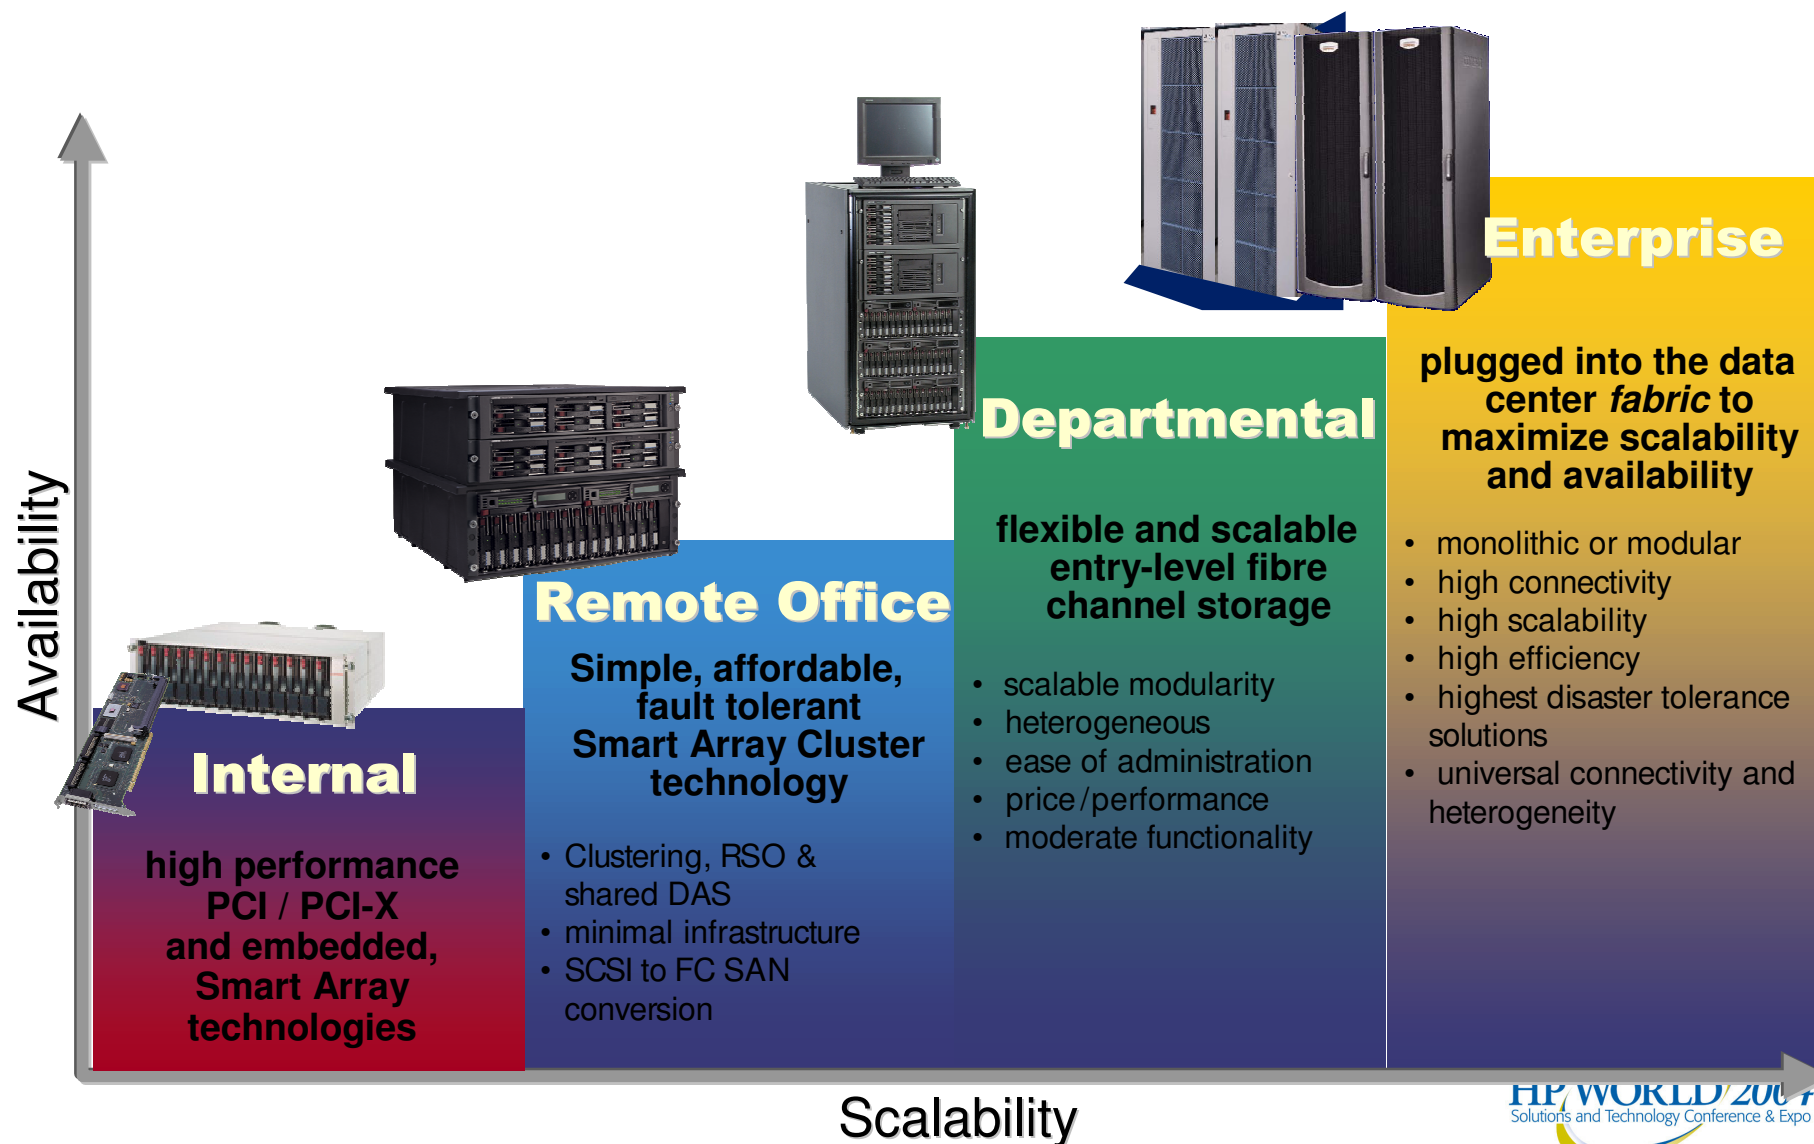 Availability
Internal
high performance
PCI / PCI-X
and embedded,
Smart Array
technologies
Remote Office
Simple, affordable,
fault tolerant
Smart Array Cluster
technology
• Clustering, RSO &
shared DAS
• minimal infrastructure
• SCSI to FC SAN
conversion
Departmental
flexible and scalable
entry-level fibre
channel storage
• scalable modularity
• heterogeneous
• ease of administration
• price/performance
• moderate functionality
Enterprise
plugged into the data
center fabric to
maximize scalability
and availability
• monolithic or modular
• high connectivity
• high scalability
• high efficiency
• highest disaster tolerance
solutions
• universal connectivity and
heterogeneity
Scalability
HP WORLD/2004
Solutions and Technology Conference & Expo